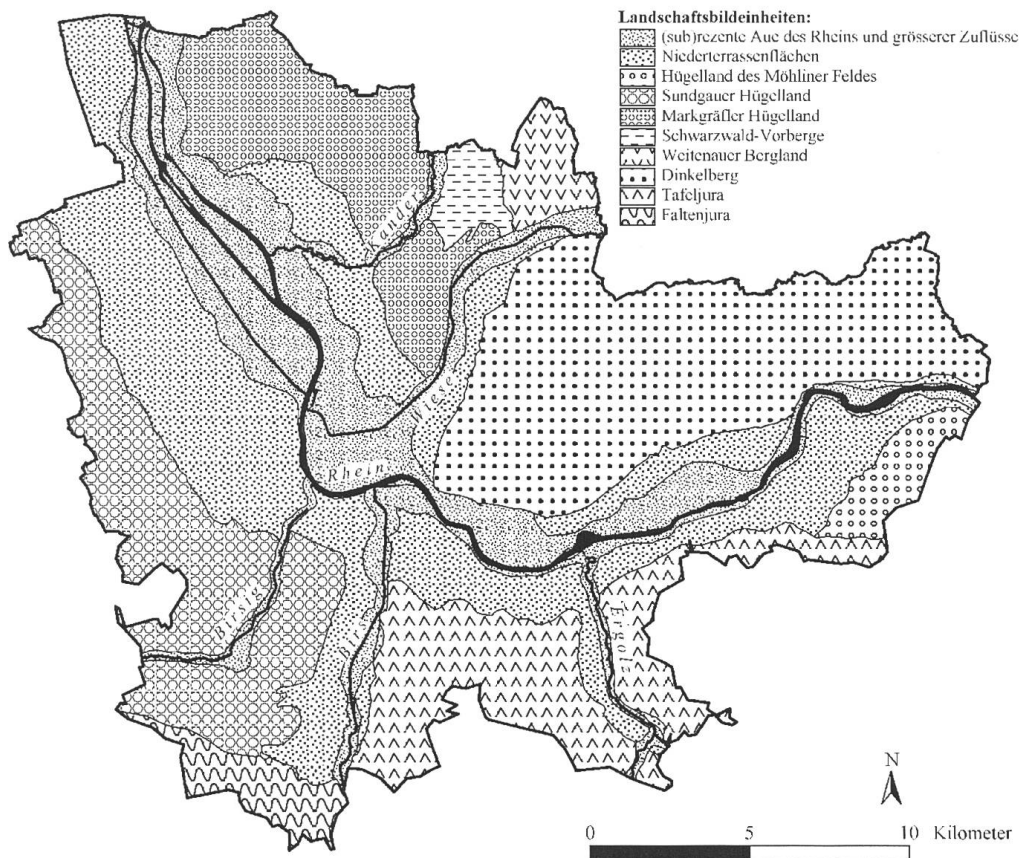 Landschaftsbildeinheiten:
(sub)rezente Aue des Rheins und grösserer Zuflüsse
Niederterrassenflächen
Hügelland des Möhliner Feldes
Sundgauer Hügelland
Markgräfler Hügelland
Schwarzwald-Vorberge
Weitenauer Bergland
Dinkelberg
Tafeljura
Faltenjura
Kander
Wiese
Rhein
Birsig
Birs
Ergolz
N
0 5 10 Kilometer